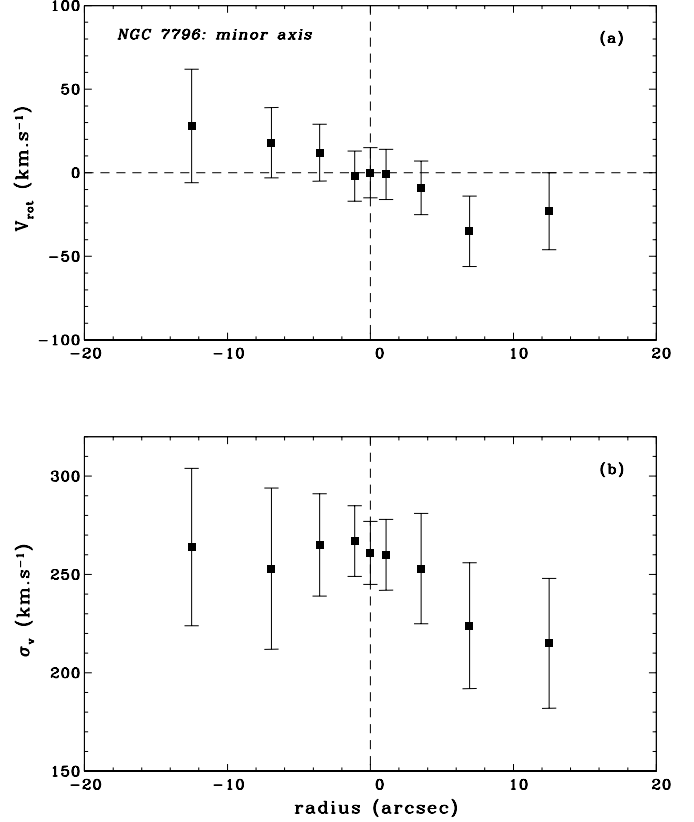 100
NGC 7796: minor axis
(a)
50
0
−50
−100
V_rot (km.s⁻¹)
−20 −10 0 10 20
(b)
300
250
200
150
σ_v (km.s⁻¹)
−20 −10 0 10 20
radius (arcsec)